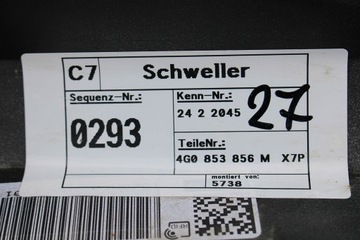 C7 Schweller
Sequenz-Nr.:
0293
Kenn-Nr.:
24 2 2045
27
TeileNr.:
4G0 853 856 M X7P
montiert von:
5738